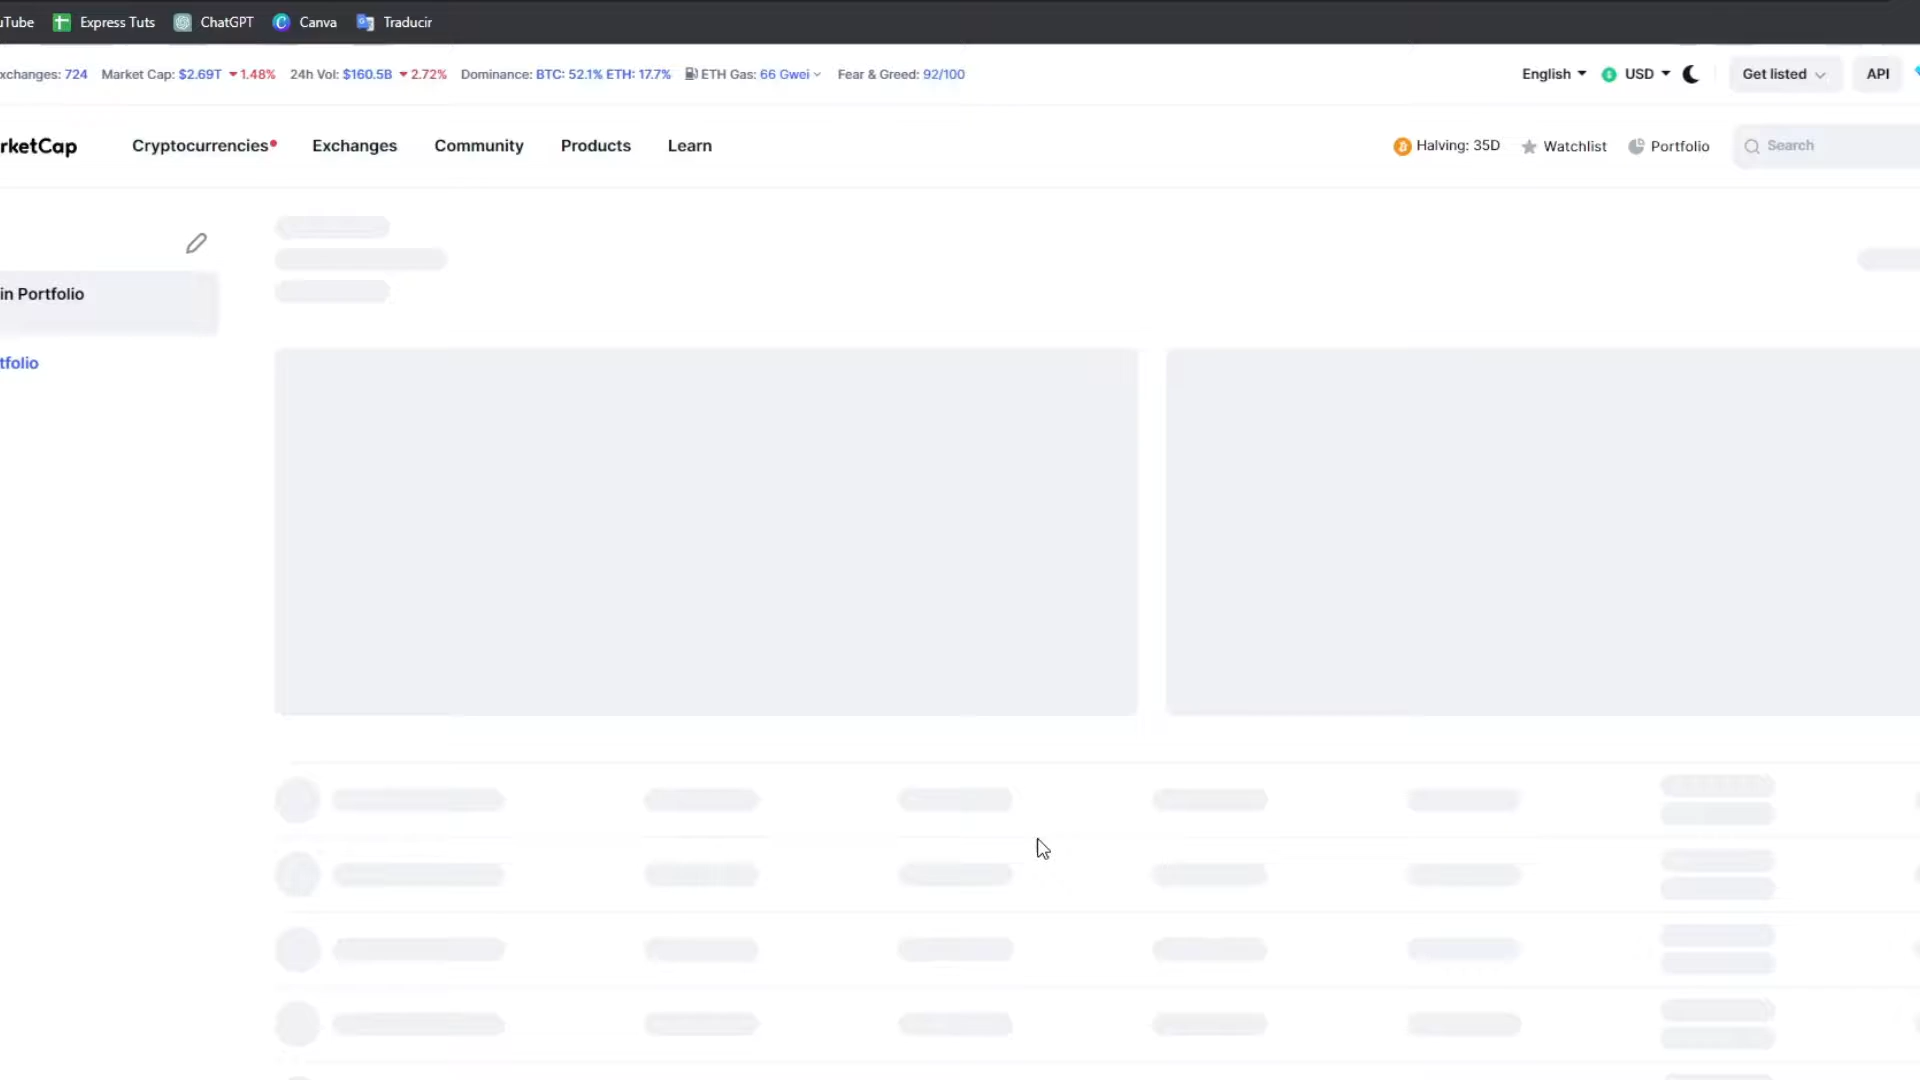 uTube Express Tuts ChatGPT Canva Traducir
xchanges: 724 Market Cap: $2.69T 1.48% 24h Vol: $160.5B 2.72% Dominance: BTC: 52.1% ETH: 17.7% ETH Gas: 66 Gwei Fear & Greed: 92/100 English USD Get listed API
rketCap Cryptocurrencies Exchanges Community Products Learn Halving: 35D Watchlist Portfolio Search
in Portfolio
tfolio